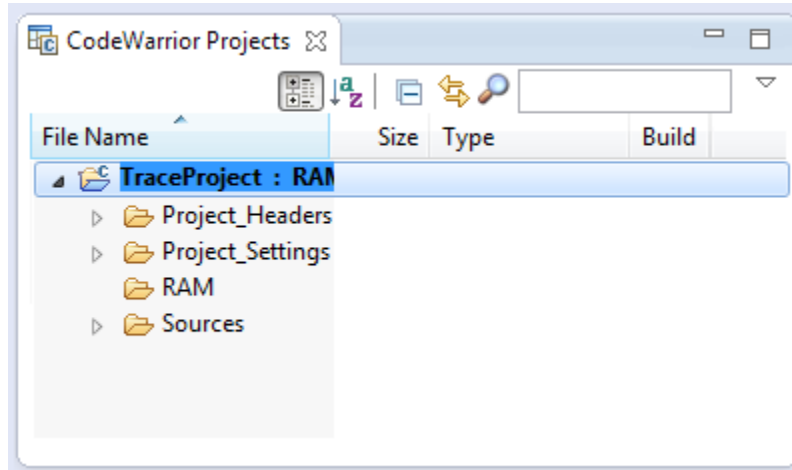 CodeWarrior Projects
File Name Size Type Build
TraceProject : RAM
Project_Headers
Project_Settings
RAM
Sources